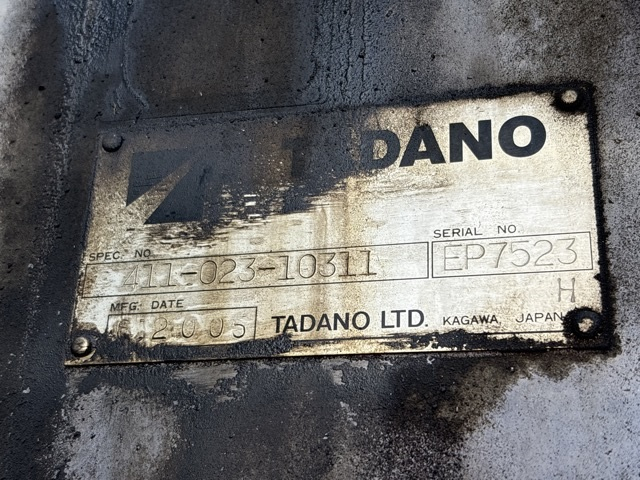 TADANO
SPEC. NO.
411-023-10311
SERIAL NO.
EP7523
H
MFG. DATE
2005
TADANO LTD. KAGAWA, JAPAN